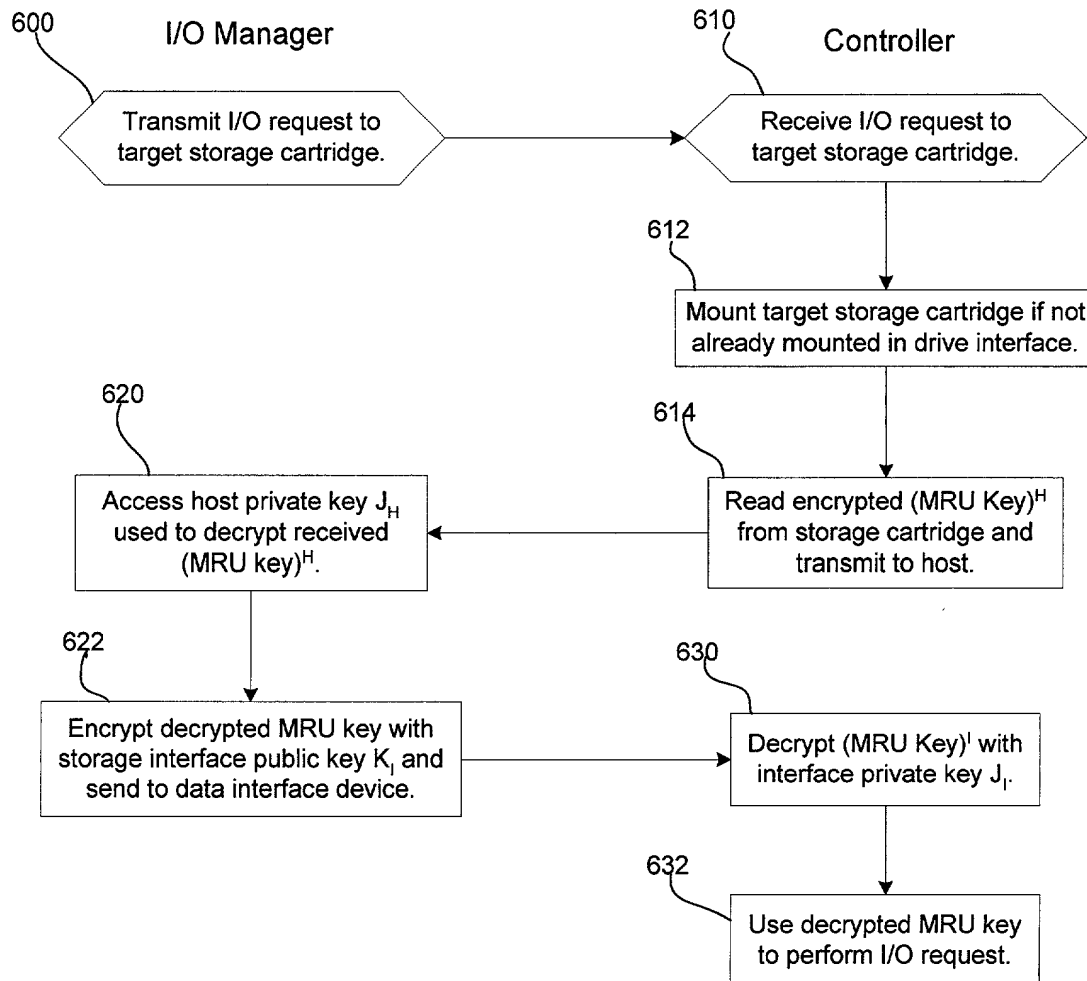 600
I/O Manager
610
Controller
Transmit I/O request to
target storage cartridge.
Receive I/O request to
target storage cartridge.
612
Mount target storage cartridge if not
already mounted in drive interface.
620
614
Access host private key J_H
used to decrypt received
(MRU key)^H.
Read encrypted (MRU Key)^H
from storage cartridge and
transmit to host.
622
630
Encrypt decrypted MRU key with
storage interface public key K_I and
send to data interface device.
Decrypt (MRU Key)^I with
interface private key J_I.
632
Use decrypted MRU key
to perform I/O request.